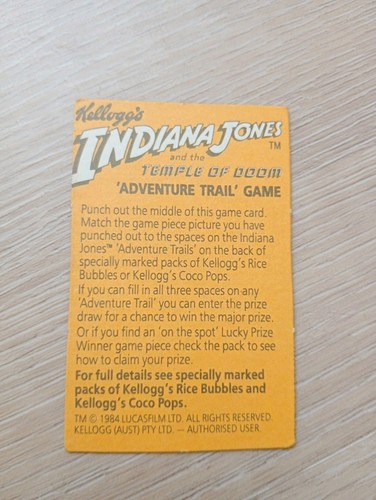 Kellogg's
INDIANA JONES
TM
and the
TEMPLE OF DOOM
'ADVENTURE TRAIL' GAME
Punch out the middle of this game card.
Match the game piece picture you have
punched out to the spaces on the Indiana
Jones™ 'Adventure Trails' on the back of
specially marked packs of Kellogg's Rice
Bubbles or Kellogg's Coco Pops.
If you can fill in all three spaces on any
'Adventure Trail' you can enter the prize
draw for a chance to win the major prize.
Or if you find an 'on the spot' Lucky Prize
Winner game piece check the pack to see
how to claim your prize.
For full details see specially marked
packs of Kellogg's Rice Bubbles and
Kellogg's Coco Pops.
TM © 1984 LUCASFILM LTD. ALL RIGHTS RESERVED.
KELLOGG (AUST) PTY LTD. — AUTHORISED USER.